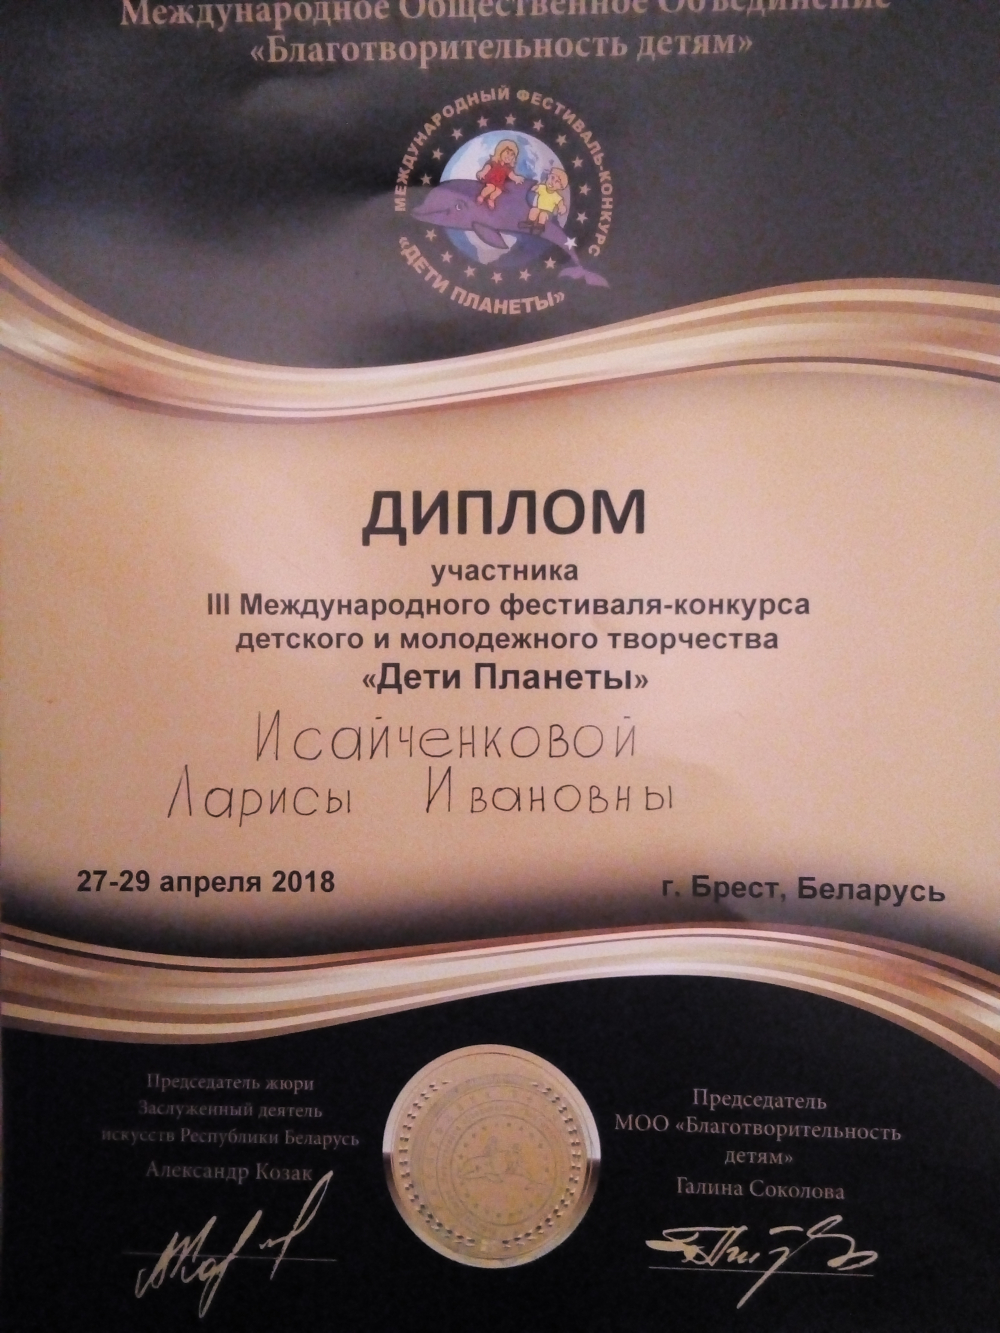 Международное Общественное Объединение
«Благотворительность детям»
МЕЖДУНАРОДНЫЙ ФЕСТИВАЛЬ-КОНКУРС
«ДЕТИ ПЛАНЕТЫ»
ДИПЛОМ
участника
III Международного фестиваля-конкурса
детского и молодежного творчества
«Дети Планеты»
Исайченковой
Ларисы Ивановны
27-29 апреля 2018
г. Брест, Беларусь
Председатель жюри
Заслуженный деятель
искусств Республики Беларусь
Александр Козак
Председатель
МОО «Благотворительность
детям»
Галина Соколова